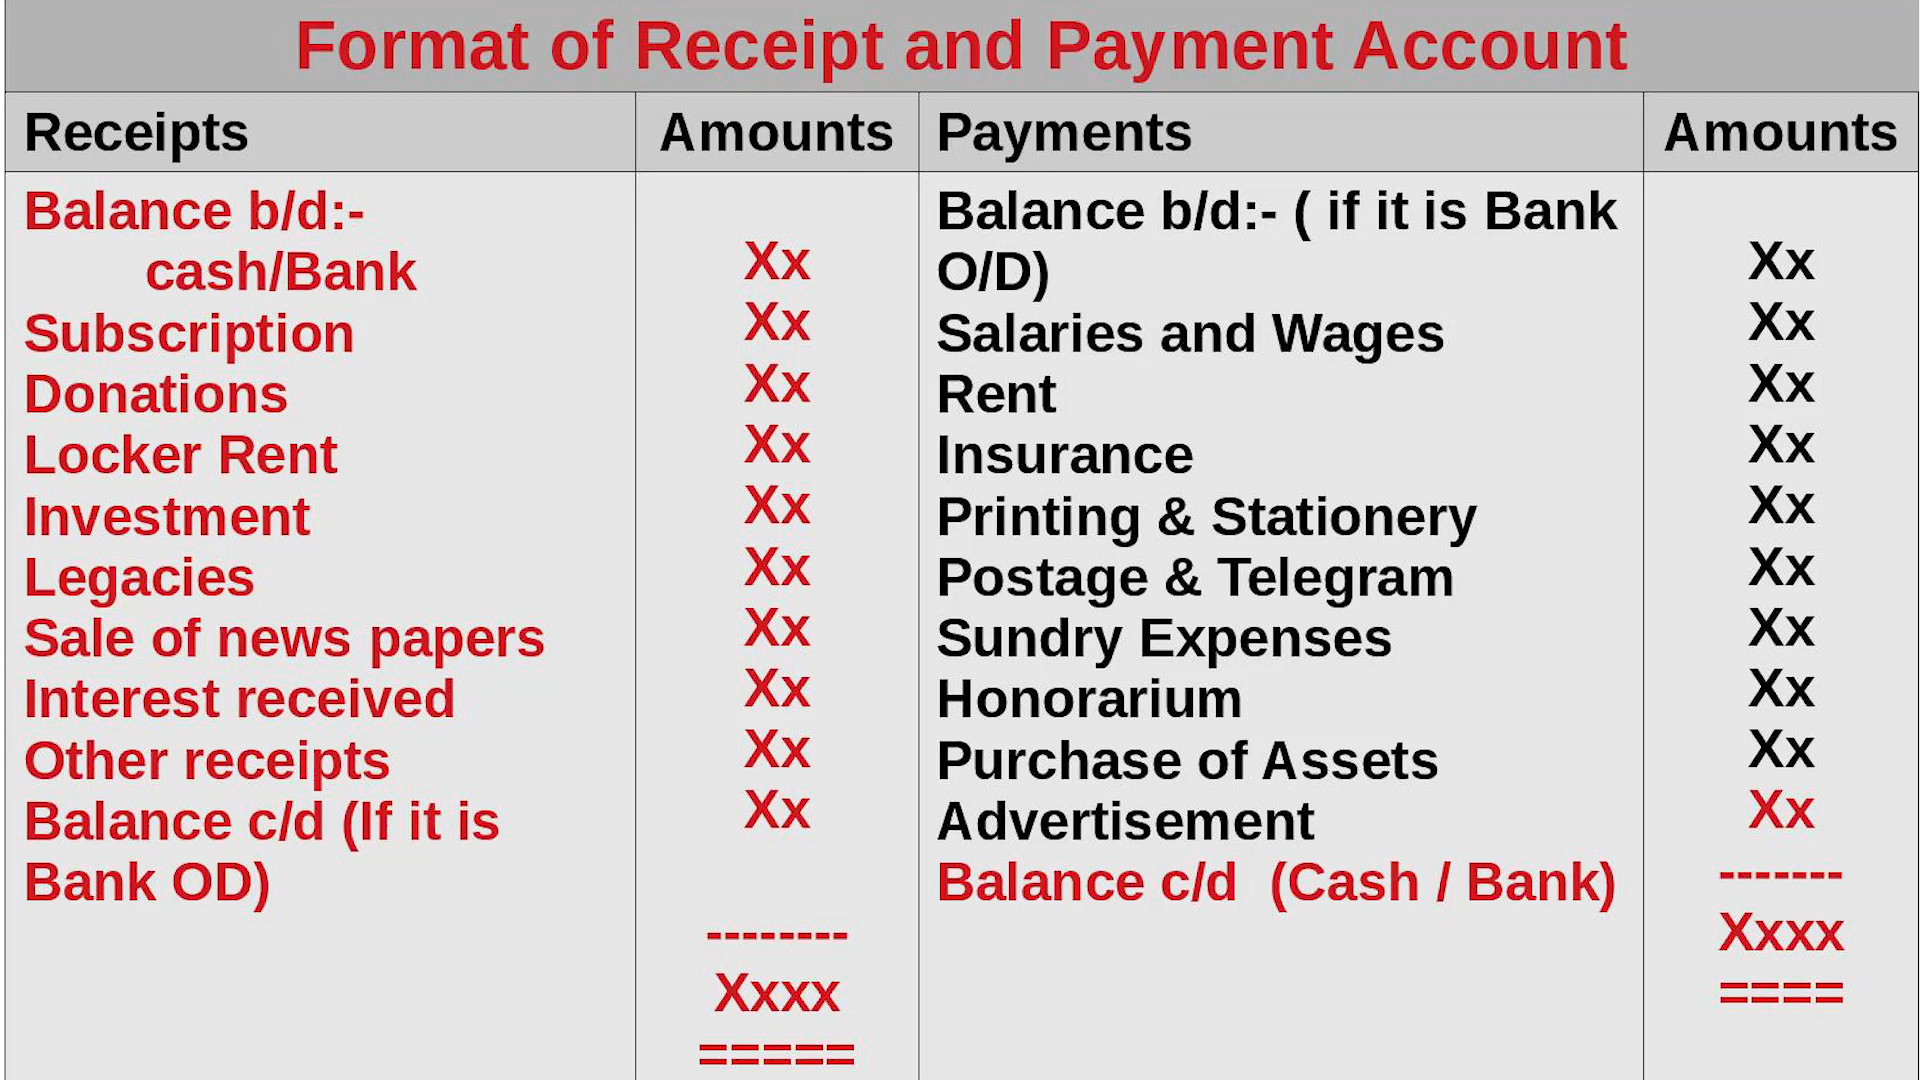 Format of Receipt and Payment Account
Receipts
Amounts
Payments
Amounts
Balance b/d:-
cash/Bank
Subscription
Donations
Locker Rent
Investment
Legacies
Sale of news papers
Interest received
Other receipts
Balance c/d (If it is
Bank OD)
Xx
Xx
Xx
Xx
Xx
Xx
Xx
Xx
Xx
Xx
--------
Xxxx
=====
Balance b/d:- ( if it is Bank
O/D)
Salaries and Wages
Rent
Insurance
Printing & Stationery
Postage & Telegram
Sundry Expenses
Honorarium
Purchase of Assets
Advertisement
Balance c/d  (Cash / Bank)
Xx
Xx
Xx
Xx
Xx
Xx
Xx
Xx
Xx
Xx
-------
Xxxx
====